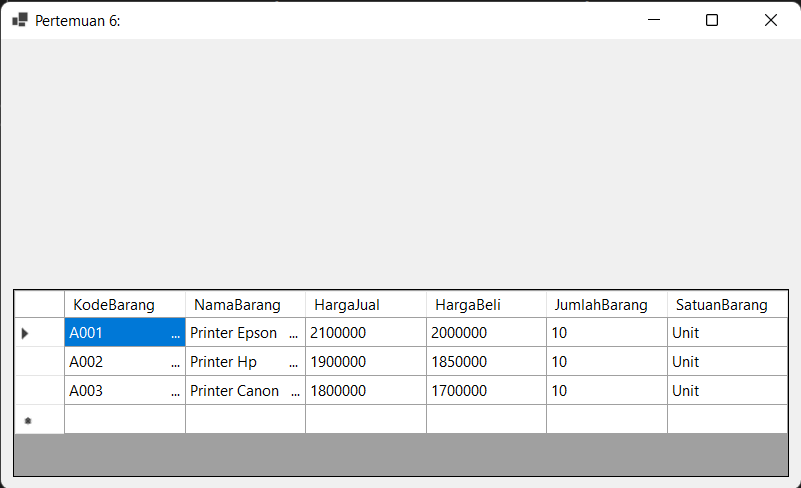 Pertemuan 6:
KodeBarang NamaBarang HargaJual HargaBeli JumlahBarang SatuanBarang
A001 ... Printer Epson ... 2100000 2000000 10 Unit
A002 ... Printer Hp ... 1900000 1850000 10 Unit
A003 ... Printer Canon ... 1800000 1700000 10 Unit